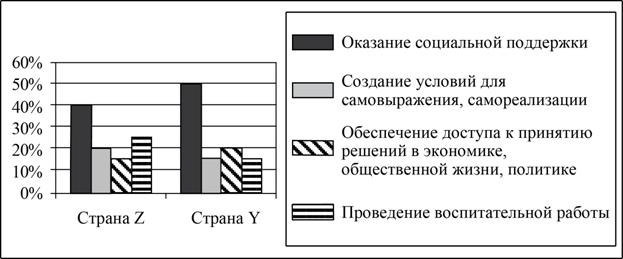 60%
50%
40%
30%
20%
10%
0%
Страна Z Страна Y
Оказание социальной поддержки
Создание условий для
самовыражения, самореализации
Обеспечение доступа к принятию
решений в экономике,
общественной жизни, политике
Проведение воспитательной работы